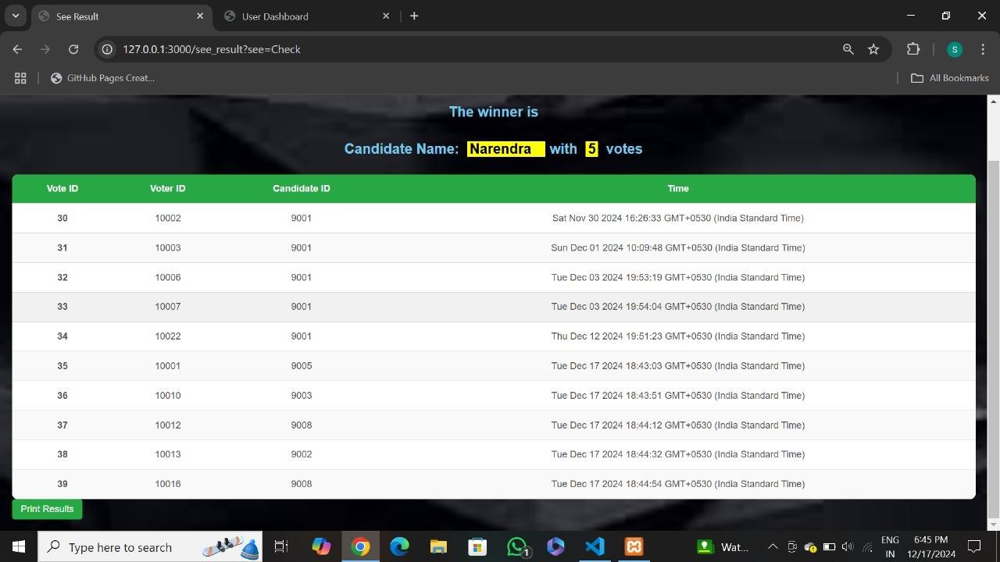 See Result
User Dashboard
127.0.0.1:3000/see_result?see=Check
S
GitHub Pages Creat...
All Bookmarks
The winner is
Candidate Name: Narendra with 5 votes
Vote ID Voter ID Candidate ID Time
30 10002 9001 Sat Nov 30 2024 16:26:33 GMT+0530 (India Standard Time)
31 10003 9001 Sun Dec 01 2024 10:09:48 GMT+0530 (India Standard Time)
32 10006 9001 Tue Dec 03 2024 19:53:19 GMT+0530 (India Standard Time)
33 10007 9001 Tue Dec 03 2024 19:54:04 GMT+0530 (India Standard Time)
34 10022 9001 Thu Dec 12 2024 19:51:23 GMT+0530 (India Standard Time)
35 10001 9005 Tue Dec 17 2024 18:43:03 GMT+0530 (India Standard Time)
36 10010 9003 Tue Dec 17 2024 18:43:51 GMT+0530 (India Standard Time)
37 10012 9008 Tue Dec 17 2024 18:44:12 GMT+0530 (India Standard Time)
38 10013 9002 Tue Dec 17 2024 18:44:32 GMT+0530 (India Standard Time)
39 10016 9008 Tue Dec 17 2024 18:44:54 GMT+0530 (India Standard Time)
Print Results
Type here to search
1
Wat...
ENG
IN
6:45 PM
12/17/2024